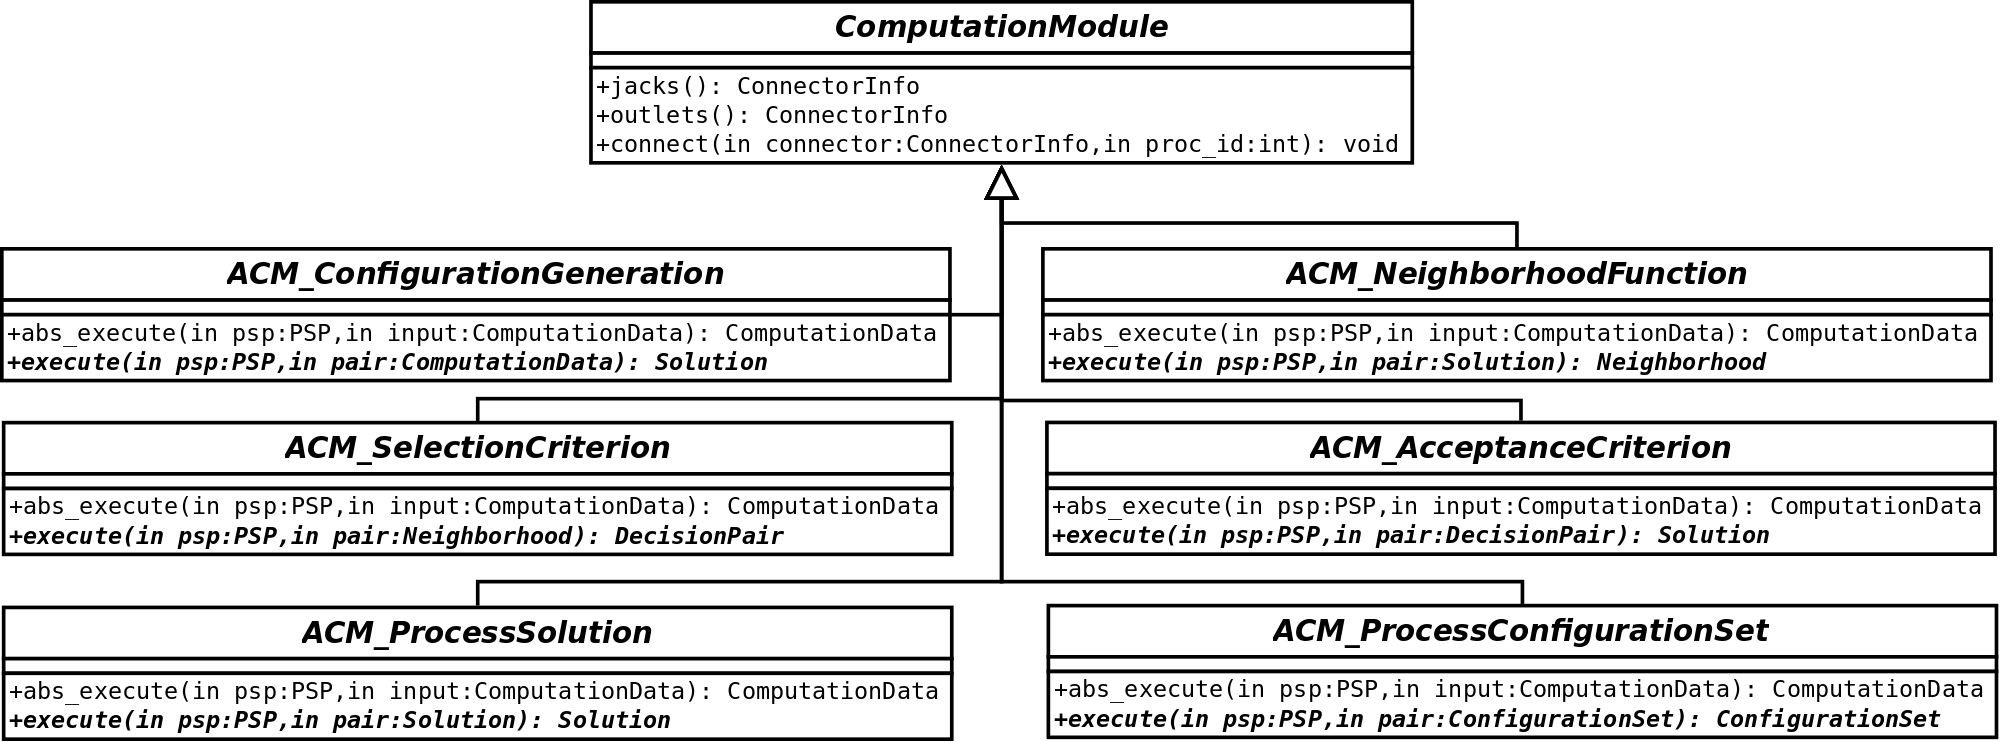 ComputationModule
+jacks(): ConnectorInfo
+outlets(): ConnectorInfo
+connect(in connector:ConnectorInfo,in proc_id:int): void
ACM_ConfigurationGeneration
+abs_execute(in psp:PSP,in input:ComputationData): ComputationData
+execute(in psp:PSP,in pair:ComputationData): Solution
ACM_NeighborhoodFunction
+abs_execute(in psp:PSP,in input:ComputationData): ComputationData
+execute(in psp:PSP,in pair:Solution): Neighborhood
ACM_SelectionCriterion
+abs_execute(in psp:PSP,in input:ComputationData): ComputationData
+execute(in psp:PSP,in pair:Neighborhood): DecisionPair
ACM_AcceptanceCriterion
+abs_execute(in psp:PSP,in input:ComputationData): ComputationData
+execute(in psp:PSP,in pair:DecisionPair): Solution
ACM_ProcessSolution
+abs_execute(in psp:PSP,in input:ComputationData): ComputationData
+execute(in psp:PSP,in pair:Solution): Solution
ACM_ProcessConfigurationSet
+abs_execute(in psp:PSP,in input:ComputationData): ComputationData
+execute(in psp:PSP,in pair:ConfigurationSet): ConfigurationSet